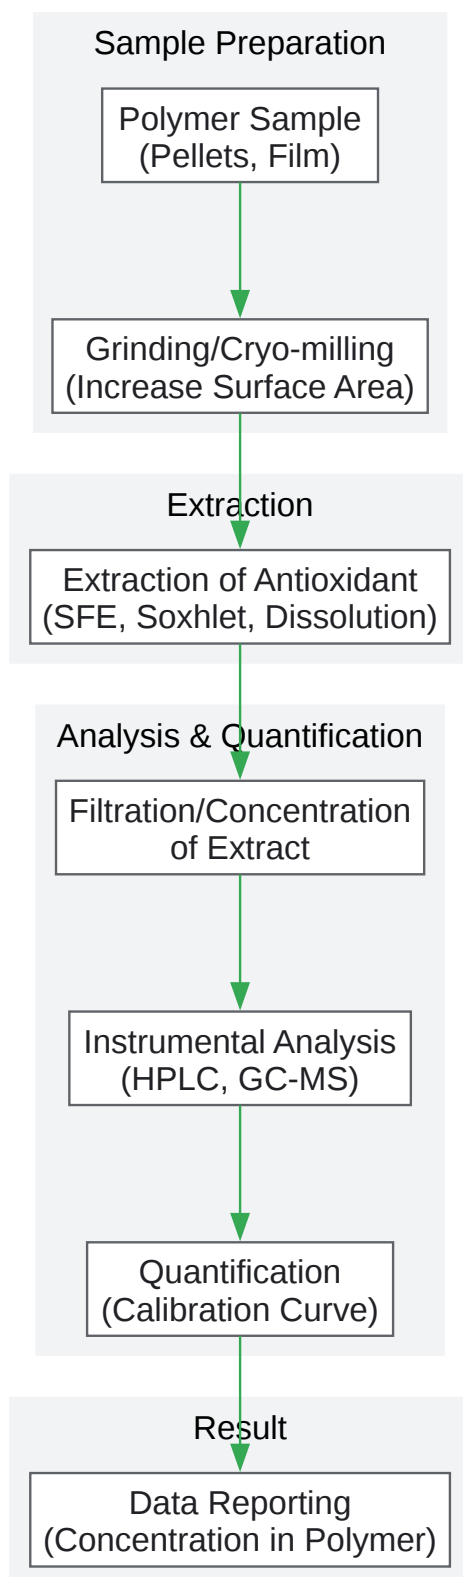 Sample Preparation
Polymer Sample
(Pellets, Film)
Grinding/Cryo-milling
(Increase Surface Area)
Extraction
Extraction of Antioxidant
(SFE, Soxhlet, Dissolution)
Analysis & Quantification
Filtration/Concentration
of Extract
Instrumental Analysis
(HPLC, GC-MS)
Quantification
(Calibration Curve)
Result
Data Reporting
(Concentration in Polymer)